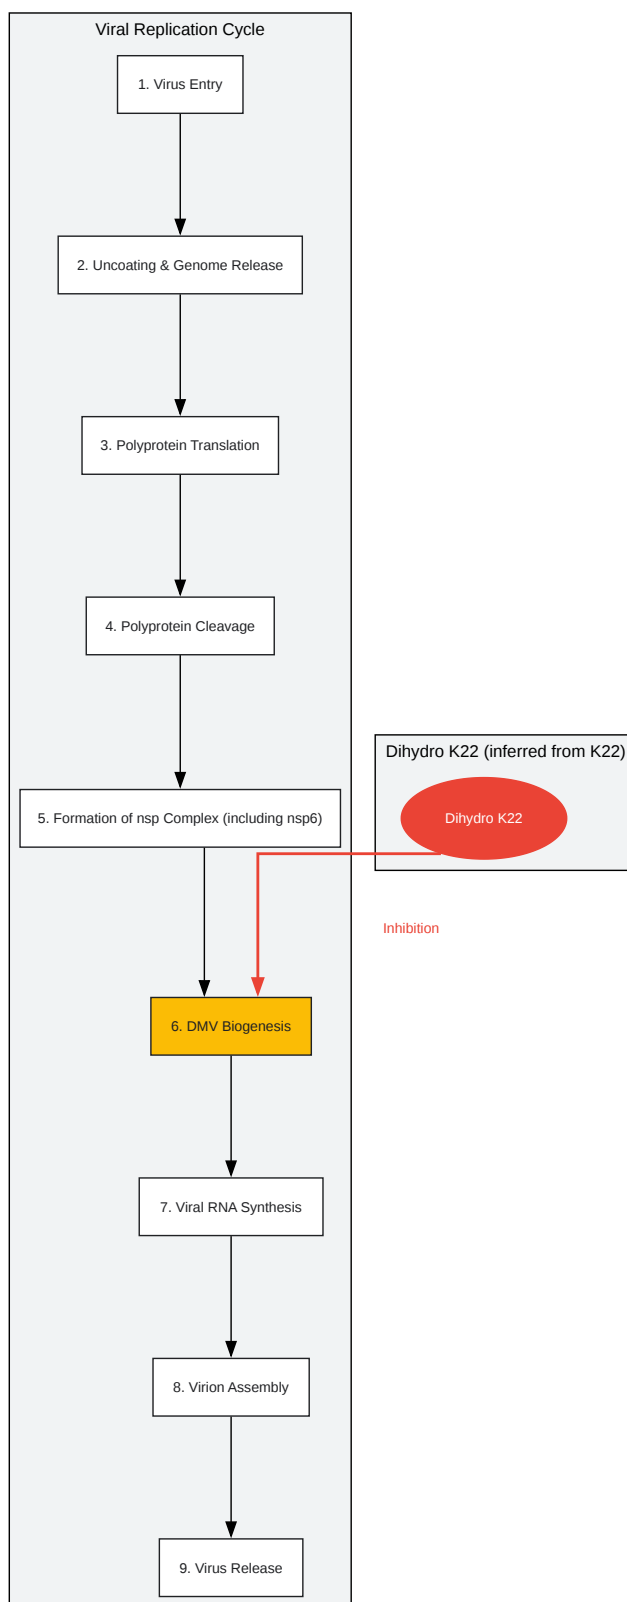 Viral Replication Cycle
1. Virus Entry
2. Uncoating & Genome Release
3. Polyprotein Translation
4. Polyprotein Cleavage
Dihydro K22 (inferred from K22)
5. Formation of nsp Complex (including nsp6)
Dihydro K22
Inhibition
6. DMV Biogenesis
7. Viral RNA Synthesis
8. Virion Assembly
9. Virus Release